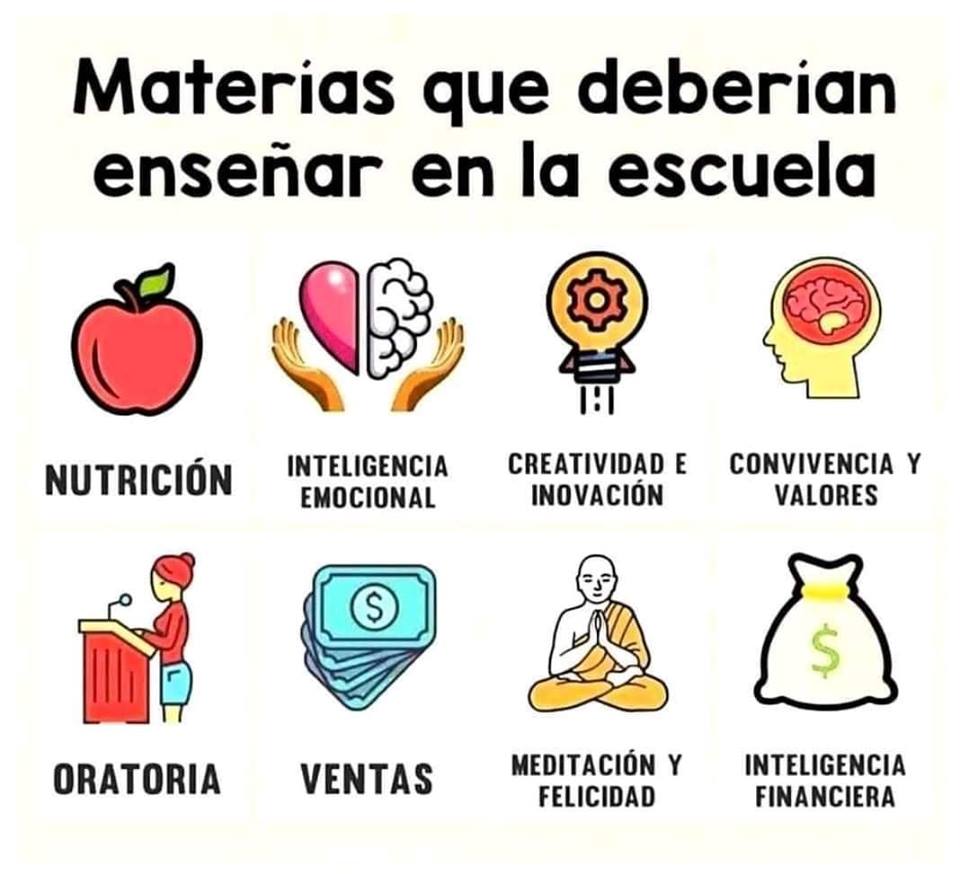 Materias que deberían
enseñar en la escuela
NUTRICIÓN
INTELIGENCIA
EMOCIONAL
CREATIVIDAD E
INOVACIÓN
CONVIVENCIA Y
VALORES
ORATORIA
VENTAS
MEDITACIÓN Y
FELICIDAD
INTELIGENCIA
FINANCIERA